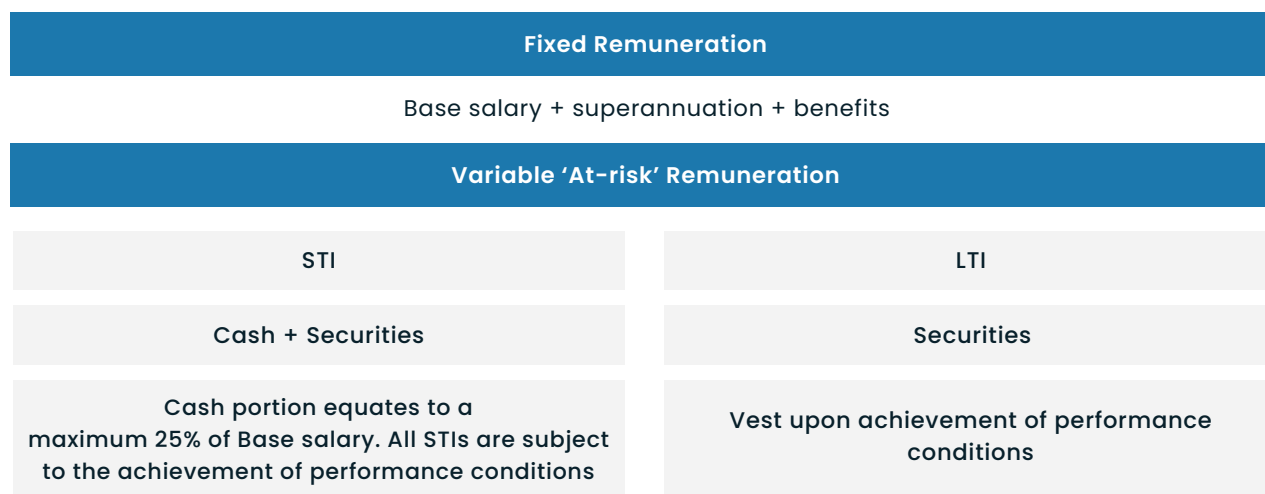 Fixed Remuneration
Base salary + superannuation + benefits
Variable ‘At-risk’ Remuneration
STI
LTI
Cash + Securities
Securities
Cash portion equates to a
maximum 25% of Base salary. All STIs are subject
to the achievement of performance conditions
Vest upon achievement of performance
conditions